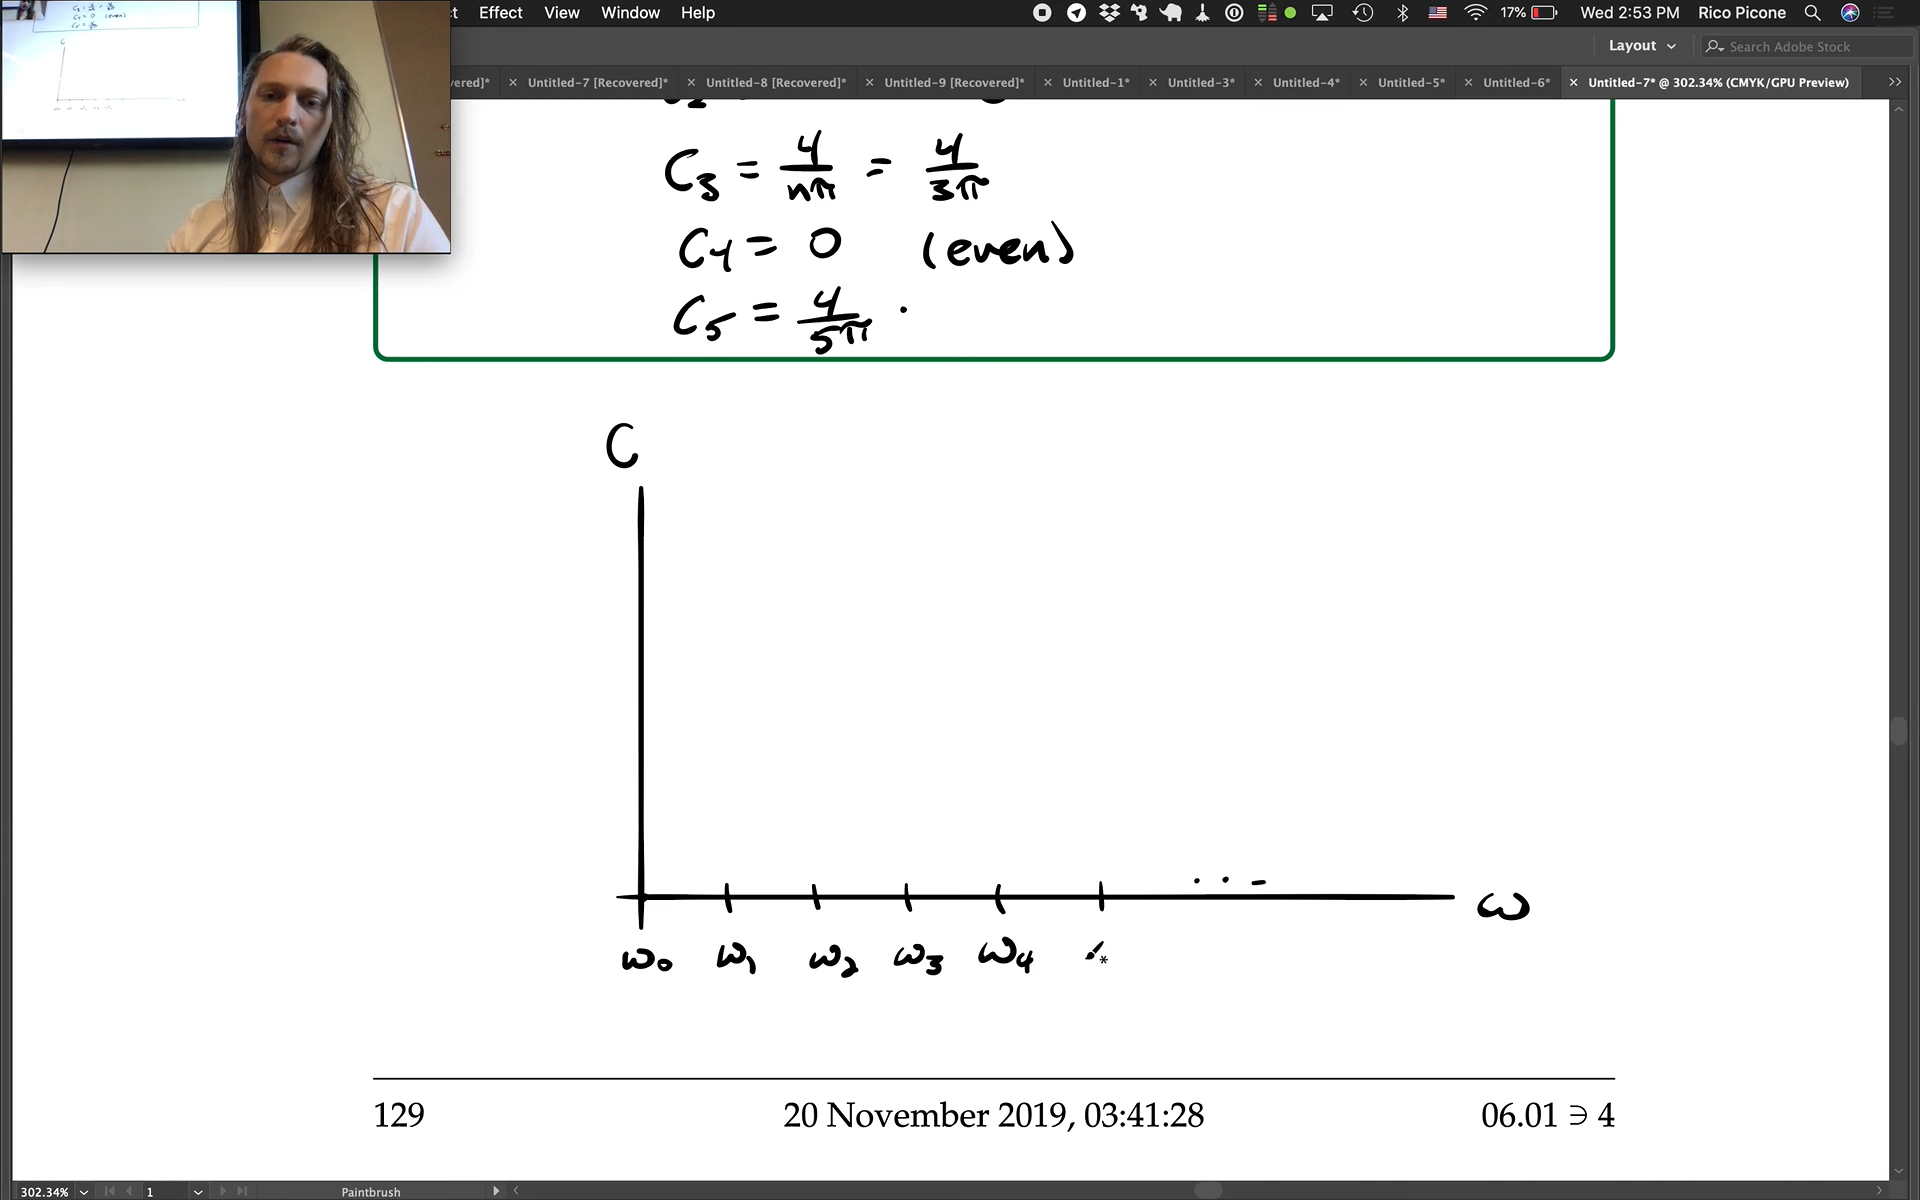 Effect View Window Help 17% Wed 2:53 PM Rico Picone
Layout Search Adobe Stock
vered]* × Untitled-7 [Recovered]* × Untitled-8 [Recovered]* × Untitled-9 [Recovered]* × Untitled-1* × Untitled-3* × Untitled-4* × Untitled-5* × Untitled-6* × Untitled-7* @ 302.34% (CMYK/GPU Preview) >>
C₃ = 4/nπ = 4/3π
C₄ = 0 (even)
C₅ = 4/5π .
C
. . -
ω
ω₀ ω₁ ω₂ ω₃ ω₄
129 20 November 2019, 03:41:28 06.01 ∋ 4
302.34% 1 Paintbrush